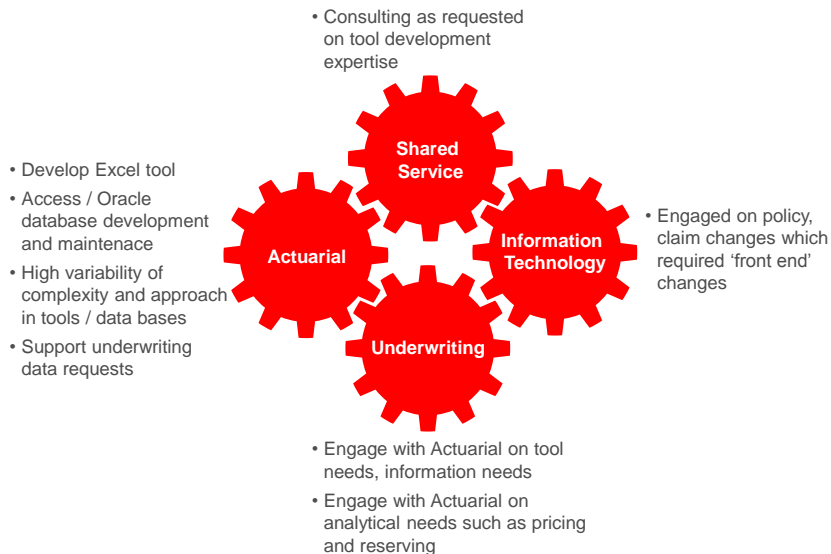 • Consulting as requested
on tool development
expertise
Shared
Service
• Develop Excel tool
• Access / Oracle
database development
and maintenace
• High variability of
complexity and approach
in tools / data bases
• Support underwriting
data requests
Actuarial
Information
Technology
• Engaged on policy,
claim changes which
required ‘front end’
changes
Underwriting
• Engage with Actuarial on tool
needs, information needs
• Engage with Actuarial on
analytical needs such as pricing
and reserving